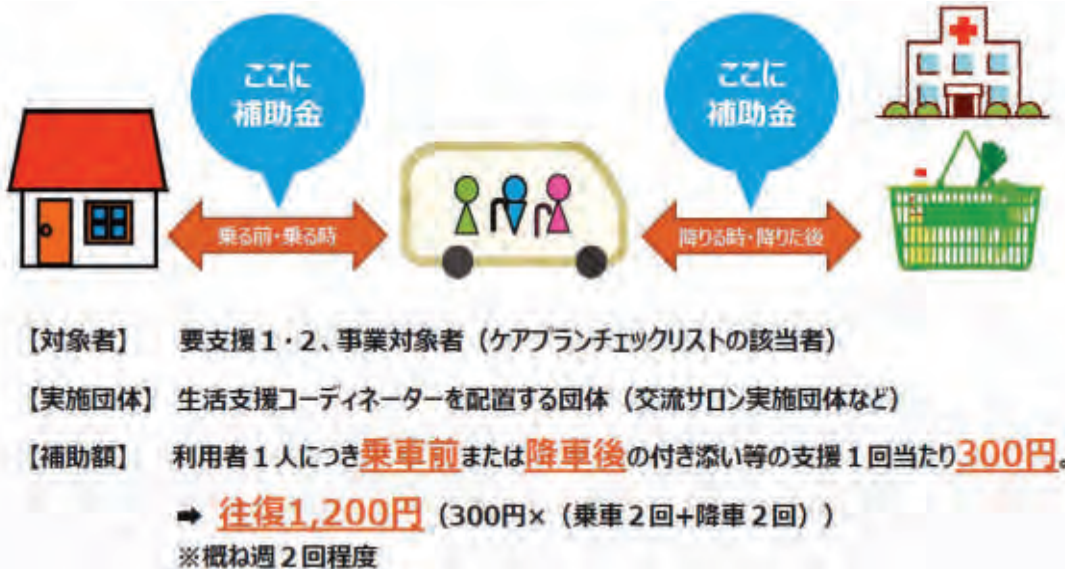 ここに
補助金
ここに
補助金
乗る前・乗る時
降りる時・降りた後
【対象者】 要支援１・２、事業対象者（ケアプランチェックリストの該当者）
【実施団体】 生活支援コーディネーターを配置する団体（交流サロン実施団体など）
【補助額】 利用者１人につき乗車前または降車後の付き添い等の支援１回当たり300円。
➡ 往復1,200円（300円×（乗車２回+降車２回））
※概ね週２回程度